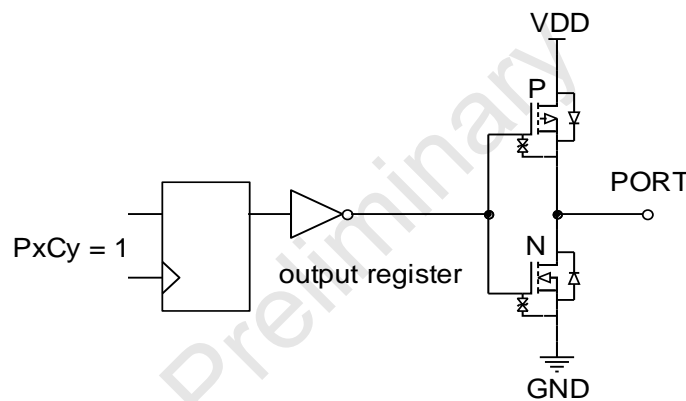 VDD
P
PORT
PxCy = 1
output register
N
GND
Preliminary